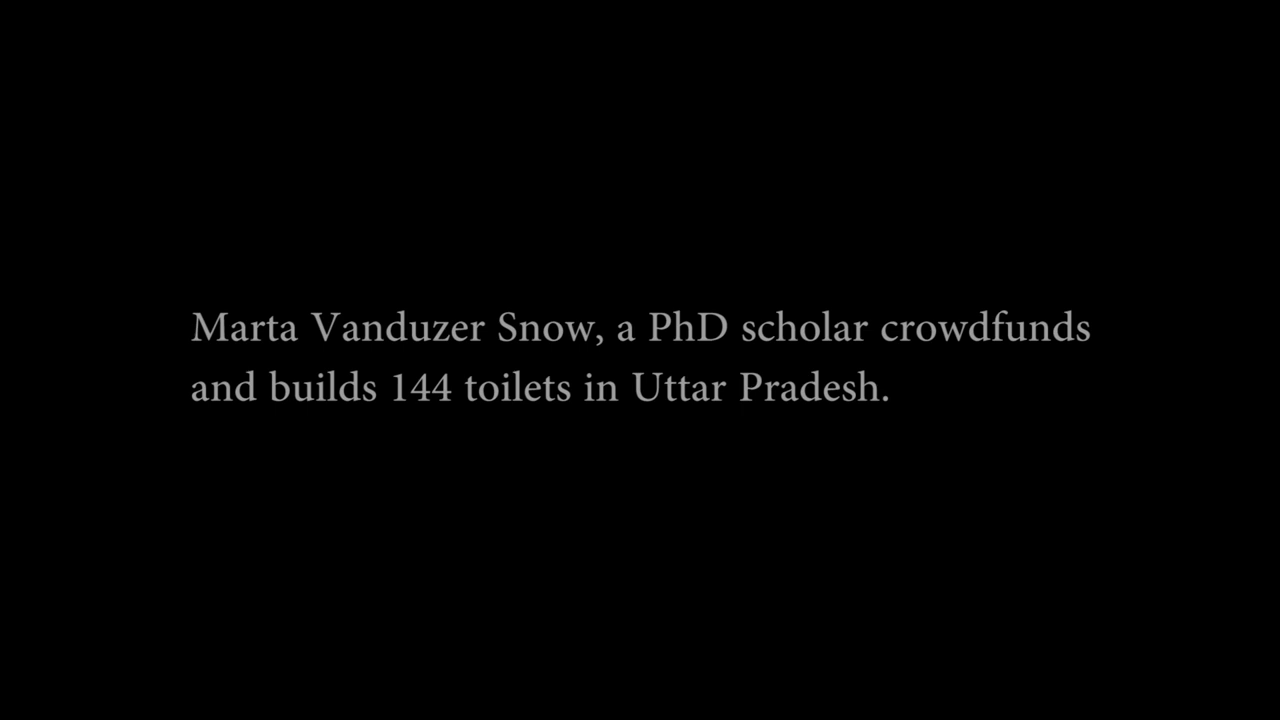 Marta Vanduzer Snow, a PhD scholar crowdfunds
and builds 144 toilets in Uttar Pradesh.